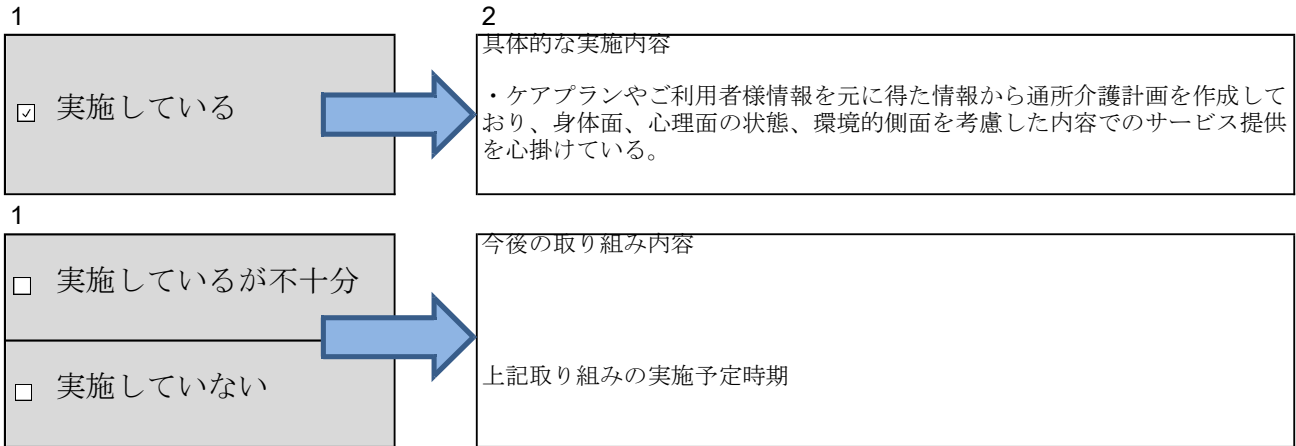 1
2
☑ 実施している
具体的な実施内容
・ケアプランやご利用者様情報を元に得た情報から通所介護計画を作成して
おり、身体面、心理面の状態、環境的側面を考慮した内容でのサービス提供
を心掛けている。
1
☐ 実施しているが不十分
☐ 実施していない
今後の取り組み内容
上記取り組みの実施予定時期